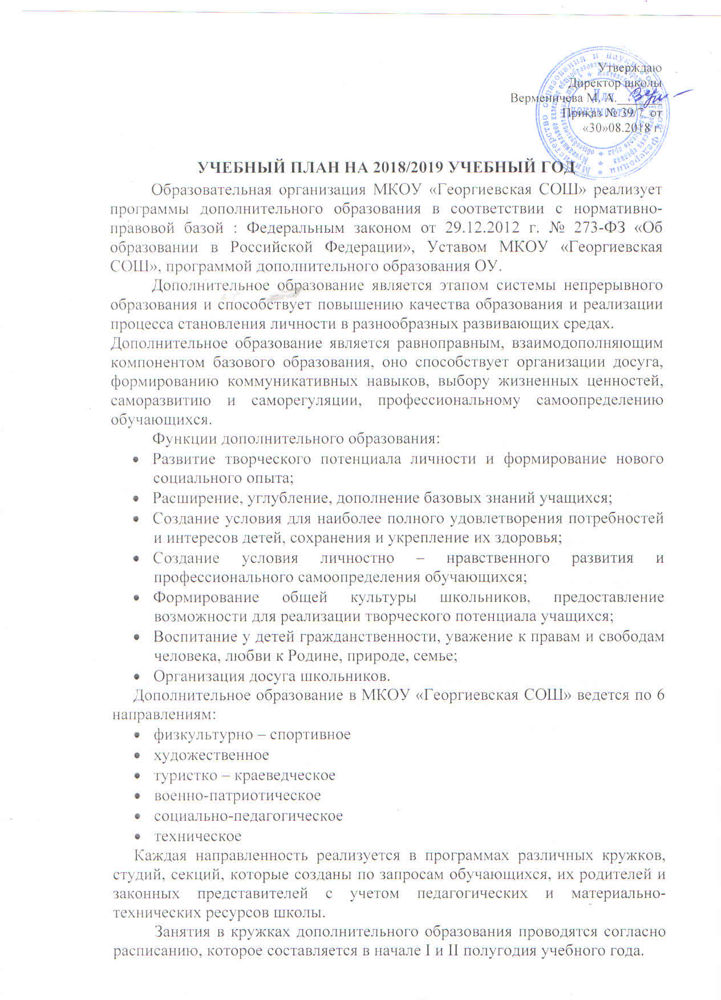 Утверждаю
Директор школы
Верменичева М. А.
Приказ № 39/7 от
«30»08.2018 г.
Для
документов
УЧЕБНЫЙ ПЛАН НА 2018/2019 УЧЕБНЫЙ ГОД
Образовательная организация МКОУ «Георгиевская СОШ» реализует
программы дополнительного образования в соответствии с нормативно-
правовой базой : Федеральным законом от 29.12.2012 г. № 273-ФЗ «Об
образовании в Российской Федерации», Уставом МКОУ «Георгиевская
СОШ», программой дополнительного образования ОУ.
Дополнительное образование является этапом системы непрерывного
образования и способствует повышению качества образования и реализации
процесса становления личности в разнообразных развивающих средах.
Дополнительное образование является равноправным, взаимодополняющим
компонентом базового образования, оно способствует организации досуга,
формированию коммуникативных навыков, выбору жизненных ценностей,
саморазвитию и саморегуляции, профессиональному самоопределению
обучающихся.
Функции дополнительного образования:
• Развитие творческого потенциала личности и формирование нового
социального опыта;
• Расширение, углубление, дополнение базовых знаний учащихся;
• Создание условия для наиболее полного удовлетворения потребностей
и интересов детей, сохранения и укрепление их здоровья;
• Создание условия личностно – нравственного развития и
профессионального самоопределения обучающихся;
• Формирование общей культуры школьников, предоставление
возможности для реализации творческого потенциала учащихся;
• Воспитание у детей гражданственности, уважение к правам и свободам
человека, любви к Родине, природе, семье;
• Организация досуга школьников.
Дополнительное образование в МКОУ «Георгиевская СОШ» ведется по 6
направлениям:
• физкультурно – спортивное
• художественное
• туристко – краеведческое
• военно-патриотическое
• социально-педагогическое
• техническое
Каждая направленность реализуется в программах различных кружков,
студий, секций, которые созданы по запросам обучающихся, их родителей и
законных представителей с учетом педагогических и материально-
технических ресурсов школы.
Занятия в кружках дополнительного образования проводятся согласно
расписанию, которое составляется в начале I и II полугодия учебного года.